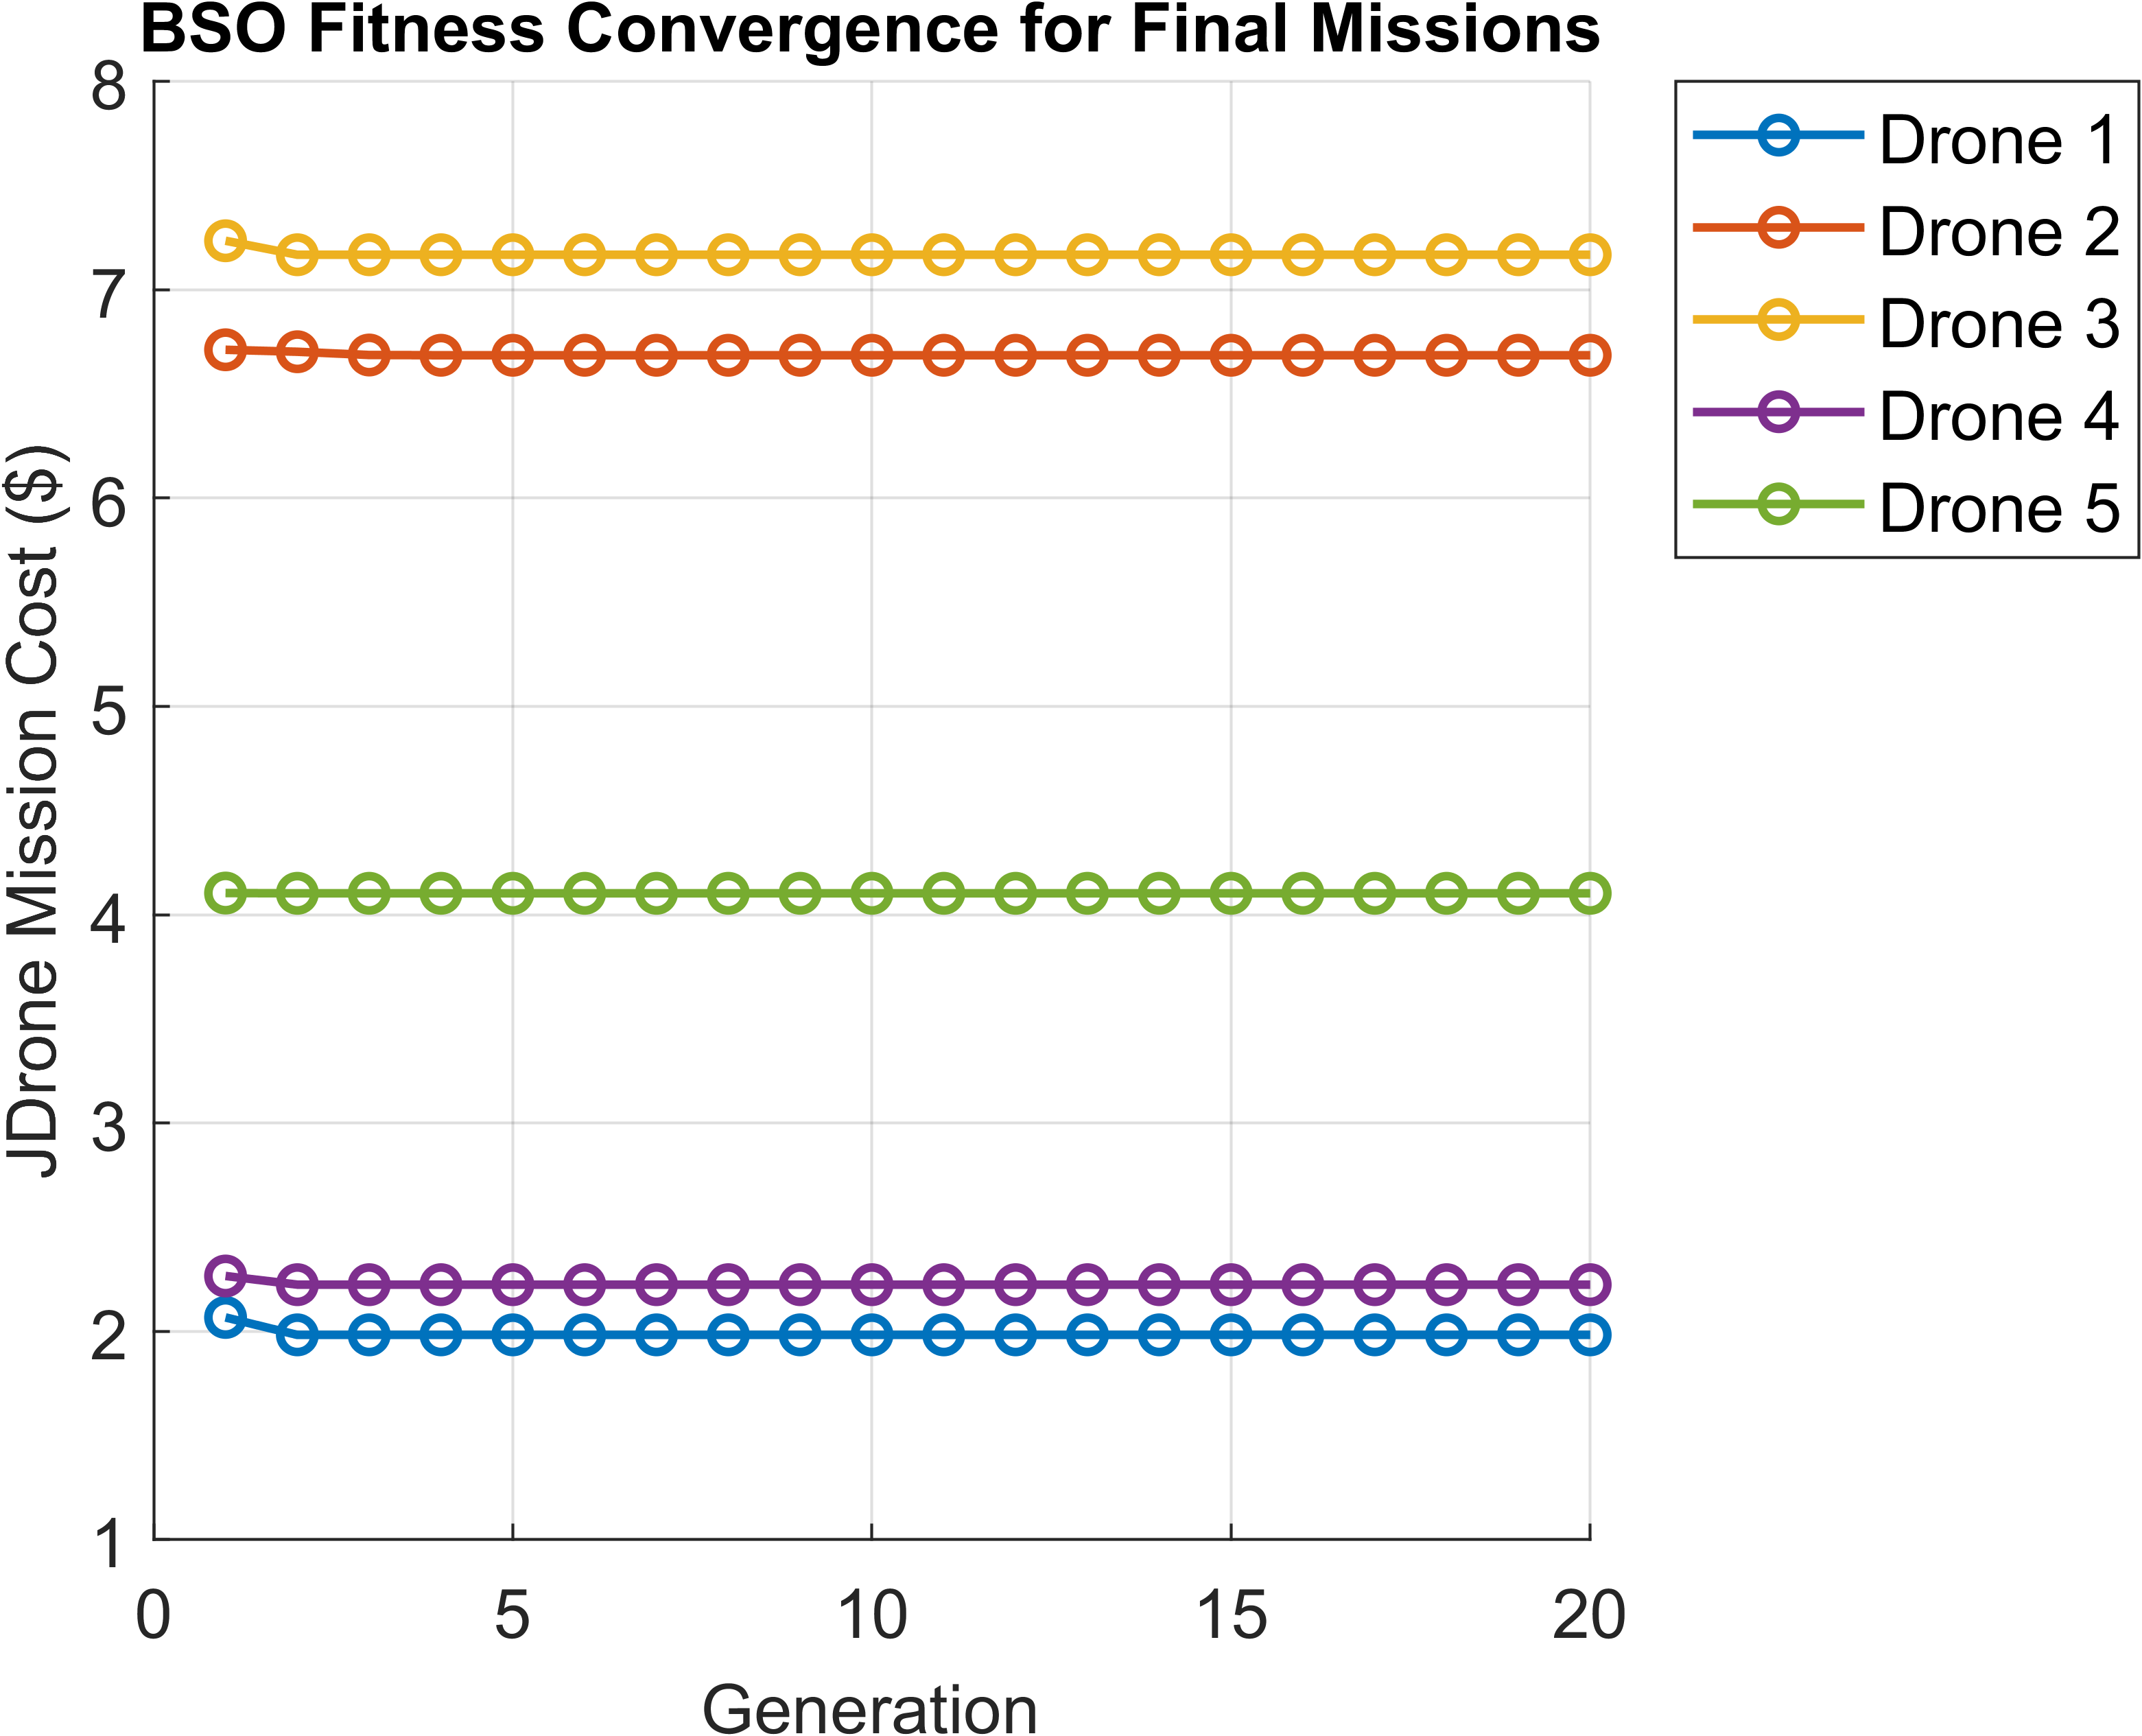 BSO Fitness Convergence for Final Missions
8
7
6
5
4
3
2
1
JDrone Mission Cost ($)
0 5 10 15 20
Generation
Drone 1
Drone 2
Drone 3
Drone 4
Drone 5